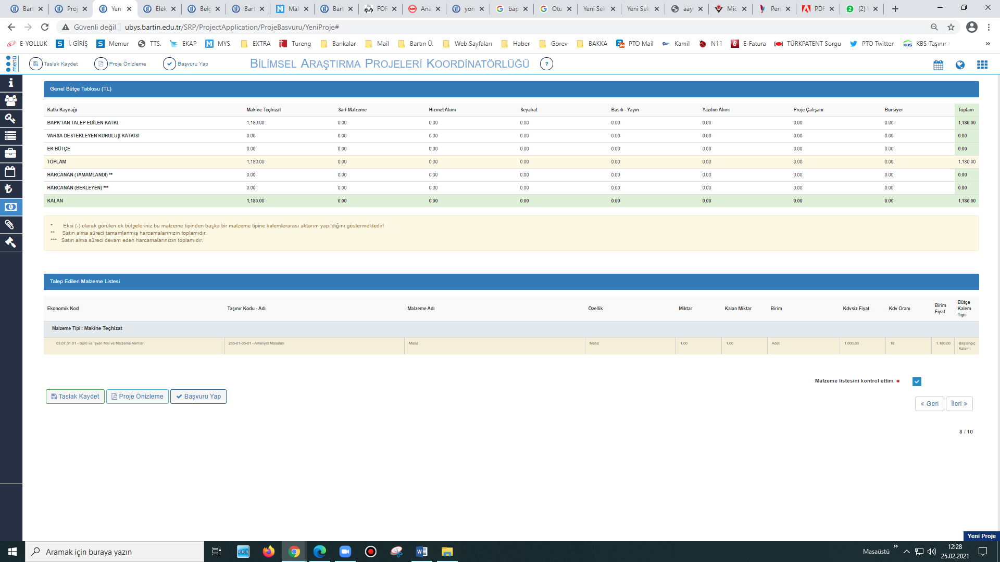 Bart
Proj
Yeni
Elek
Belg
Bart
Mal
Bart
FOR
Ana
yon
bap
Otu
Yeni Sek
Yeni Sek
aay
Mic
Pers
PDF
(2)
Güvenli değil
ubys.bartin.edu.tr/SRP/ProjectApplication/ProjeBasvuru/YeniProje#
E-YOLLUK
İ. GİRİŞ
Memur
TTS.
EKAP
MYS.
EXTRA
Tureng
Bankalar
Mail
Bartın Ü.
Web Sayfaları
Haber
Görev
BAKKA
PTO Mail
Kamil
N11
E-Fatura
TÜRKPATENT Sorgu
PTO Twitter
KBS-Taşınır
»
menü
Taslak Kaydet
Proje Önizleme
Başvuru Yap
BİLİMSEL ARAŞTIRMA PROJELERİ KOORDİNATÖRLÜĞÜ
?
Genel Bütçe Tablosu (TL)
Katkı Kaynağı Makine Teçhizat Sarf Malzeme Hizmet Alımı Seyahat Basılı - Yayın Yazılım Alımı Proje Çalışanı Bursiyer Toplam
BAPK'TAN TALEP EDİLEN KATKI 1,180.00 0.00 0.00 0.00 0.00 0.00 0.00 0.00 1,180.00
VARSA DESTEKLEYEN KURULUŞ KATKISI 0.00 0.00 0.00 0.00 0.00 0.00 0.00 0.00 0.00
EK BÜTÇE 0.00 0.00 0.00 0.00 0.00 0.00 0.00 0.00 0.00
TOPLAM 1,180.00 0.00 0.00 0.00 0.00 0.00 0.00 0.00 1,180.00
HARCANAN (TAMAMLANDI) ** 0.00 0.00 0.00 0.00 0.00 0.00 0.00 0.00 0.00
HARCANAN (BEKLEYEN) *** 0.00 0.00 0.00 0.00 0.00 0.00 0.00 0.00 0.00
KALAN 1,180.00 0.00 0.00 0.00 0.00 0.00 0.00 0.00 1,180.00
* Eksi (-) olarak görülen ek bütçeleriniz bu malzeme tipinden başka bir malzeme tipine kalemlerarası aktarım yapıldığını göstermektedir!
** Satın alma süreci tamamlanmış harcamalarınızın toplamıdır.
*** Satın alma süreci devam eden harcamalarınızın toplamıdır.
Talep Edilen Malzeme Listesi
Ekonomik Kod Taşınır Kodu - Adı Malzeme Adı Özellik Miktar Kalan Miktar Birim Kdvsiz Fiyat Kdv Oranı Birim Fiyat Bütçe Kalem Tipi
Malzeme Tipi : Makine Teçhizat
03.07.01.01 - Büro ve İşyeri Mal ve Malzeme Alımları 255-01-05-01 - Ameliyat Masaları Masa Masa 1,00 1,00 Adet 1.000,00 18 1.180,00 Başlangıç Kalemi
Malzeme listesini kontrol ettim *
Taslak Kaydet
Proje Önizleme
Başvuru Yap
« Geri
İleri »
8 / 10
Yeni Proje
Aramak için buraya yazın
Masaüstü
»
12:28
25.02.2021